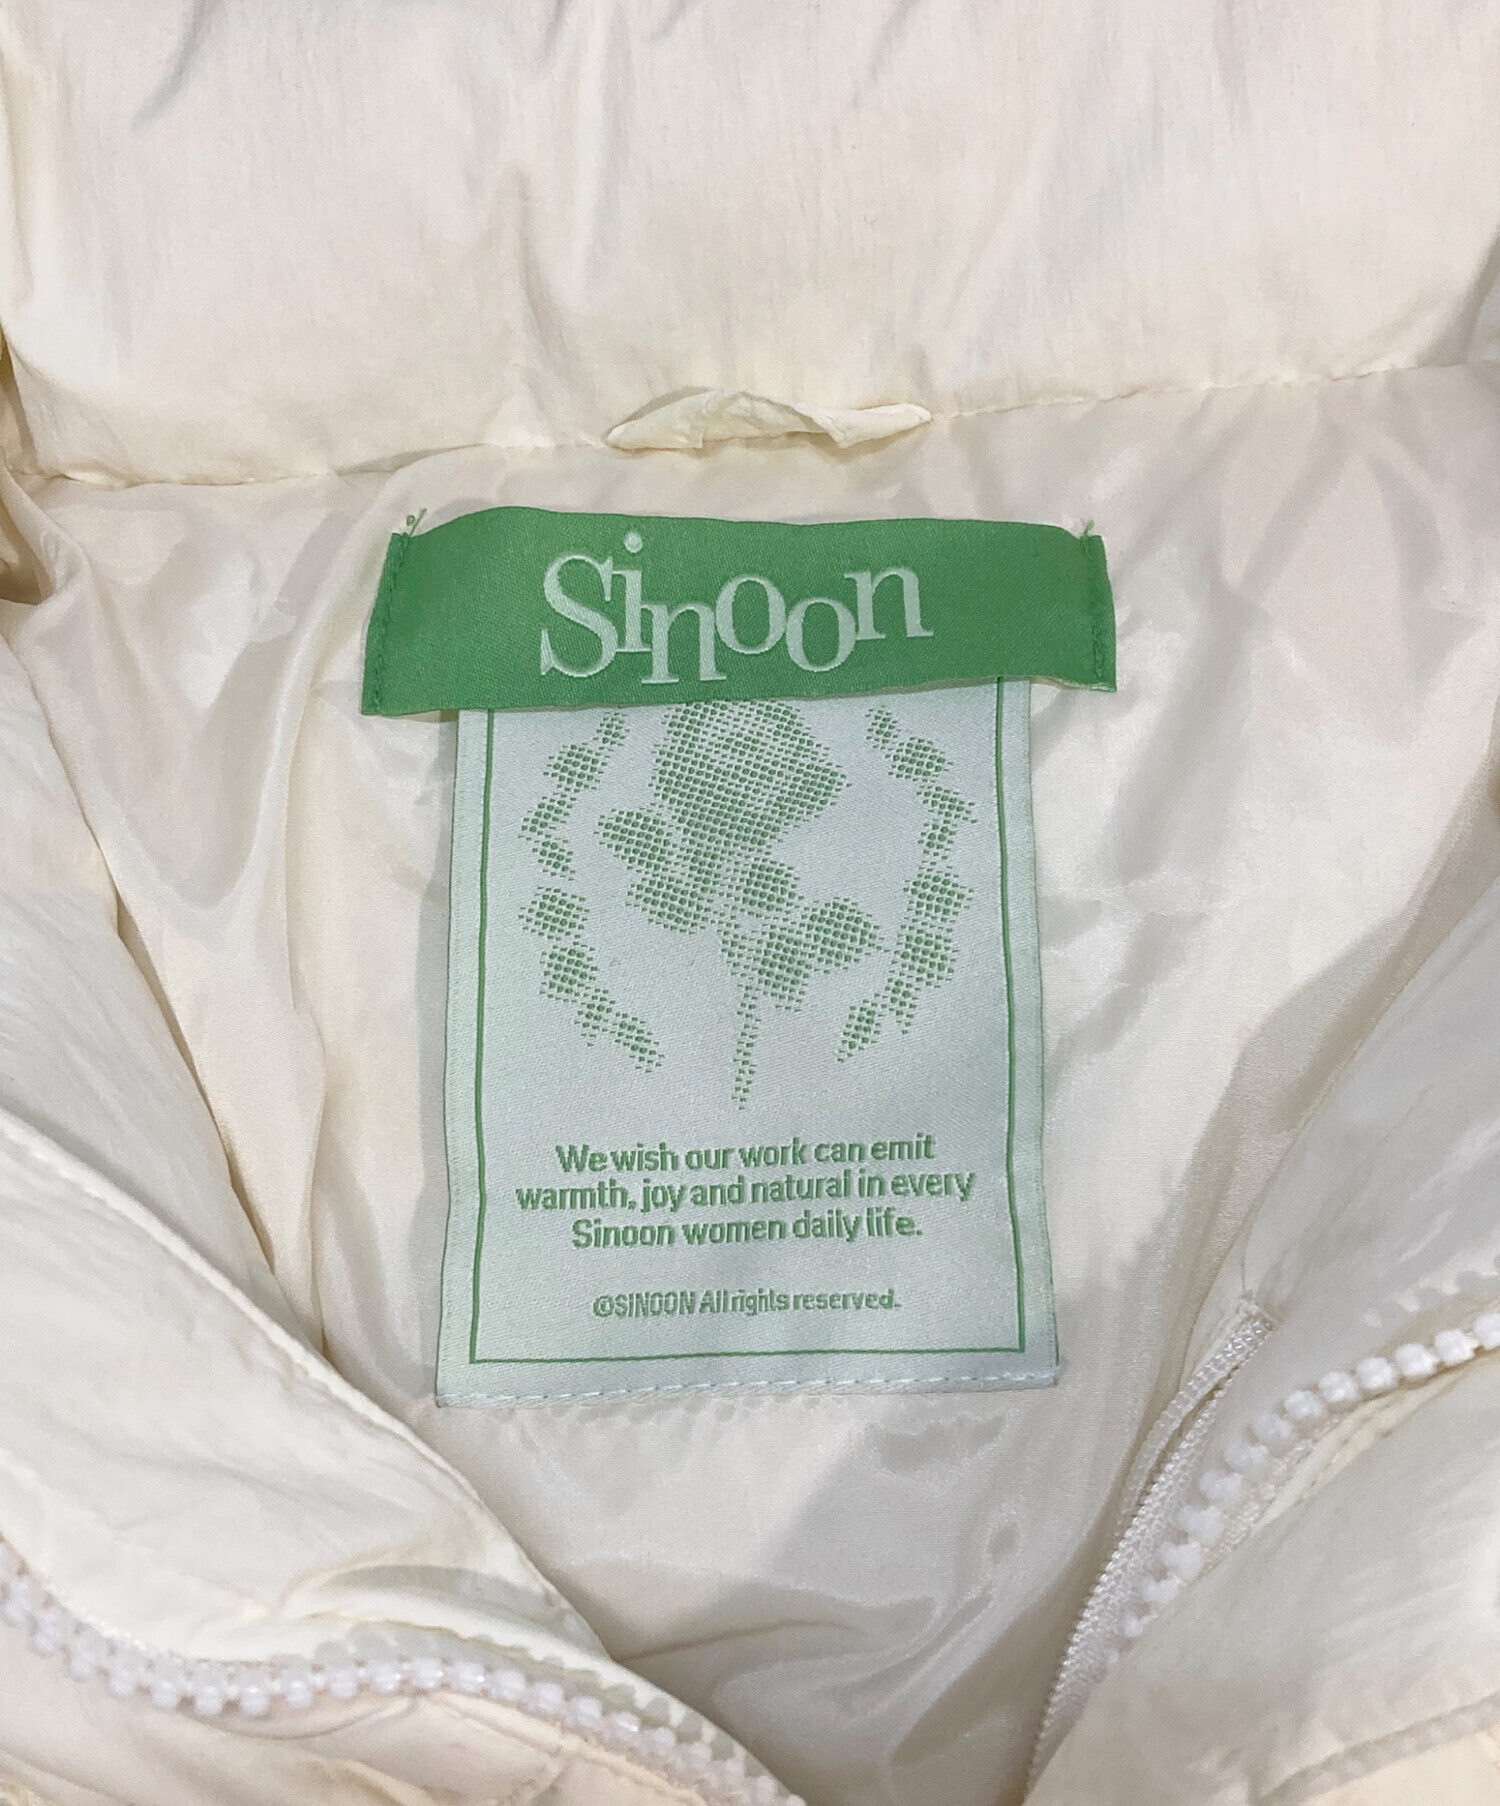 Sinoon
We wish our work can emit
warmth, joy and natural in every
Sinoon women daily life.
©SINOON All rights reserved.